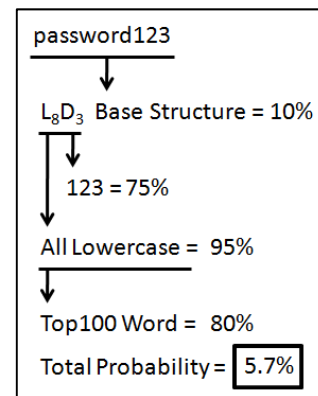 password123
L₈D₃ Base Structure = 10%
123 = 75%
All Lowercase = 95%
Top100 Word = 80%
Total Probability = 5.7%